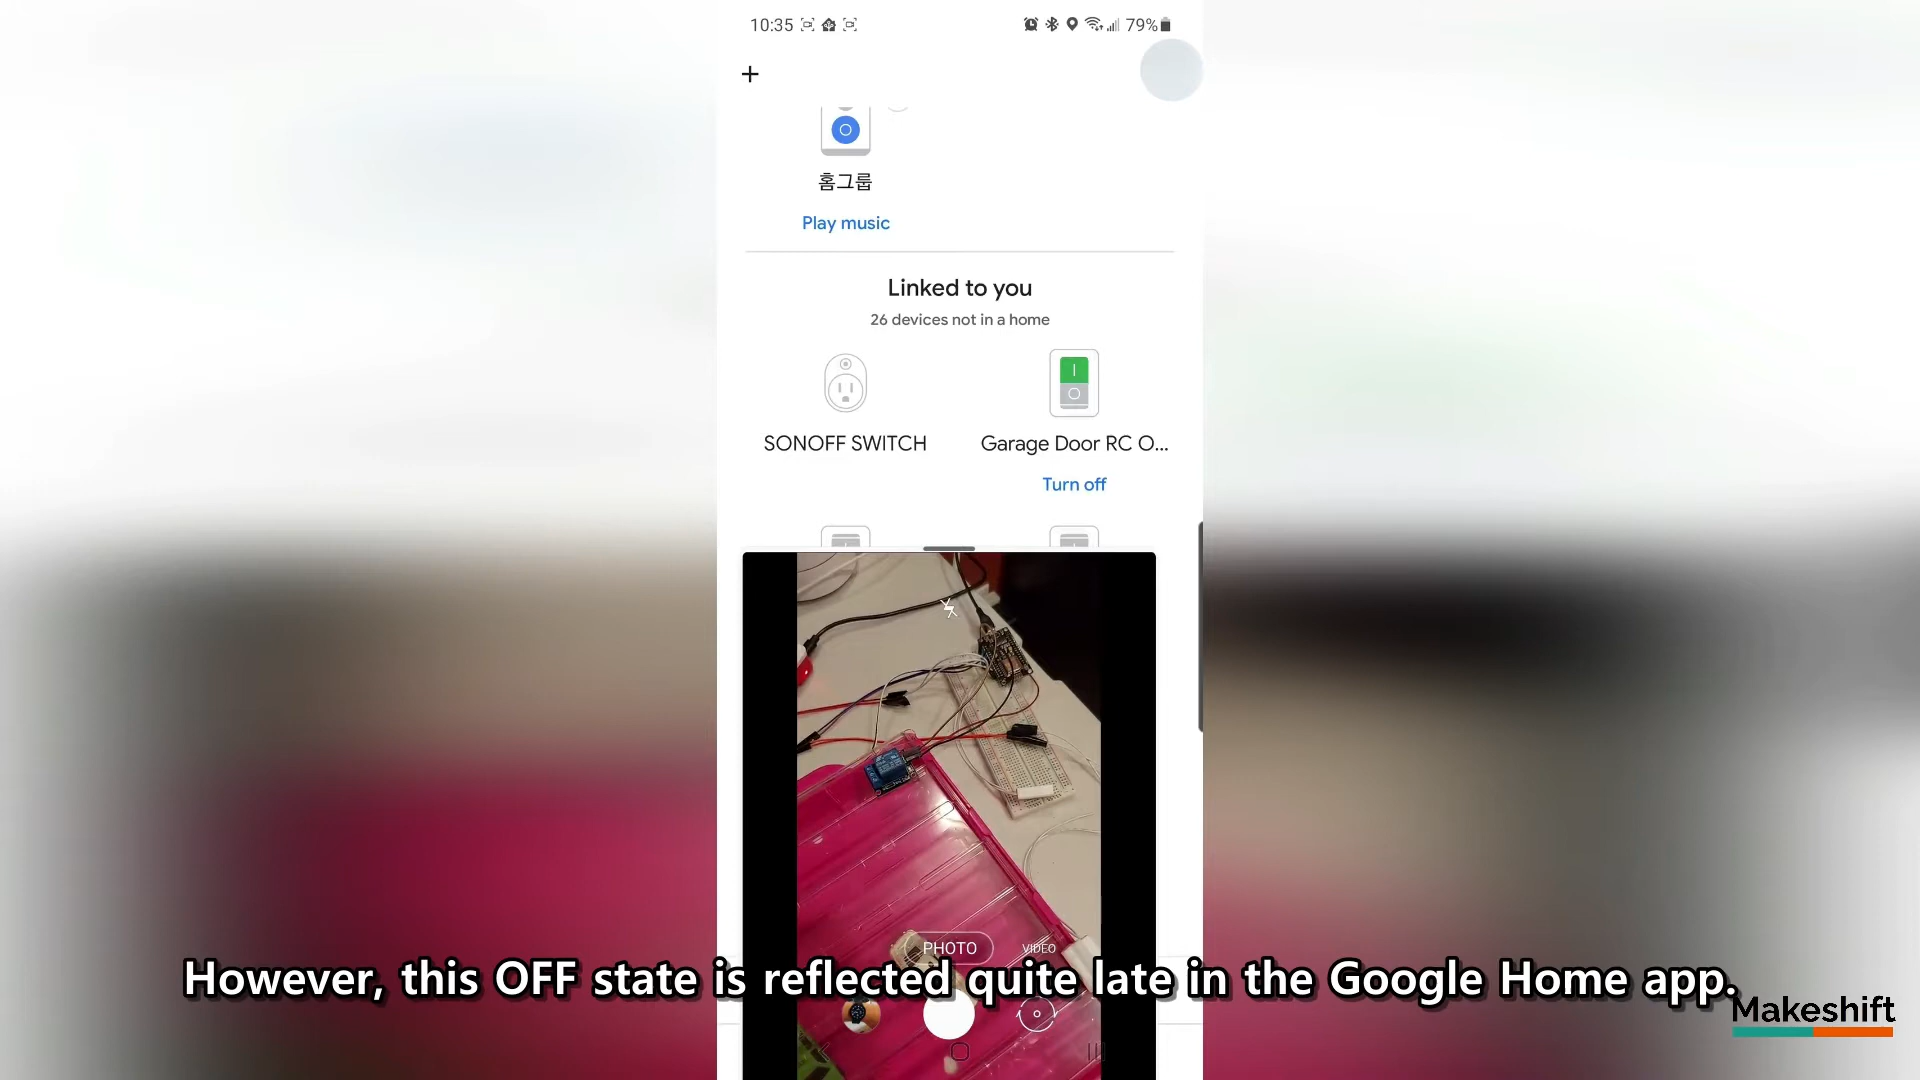 10:35
79%
+
홈그룹
Play music
Linked to you
26 devices not in a home
SONOFF SWITCH
Garage Door RC O...
Turn off
PHOTO
VIDEO
However, this OFF state is reflected quite late in the Google Home app.
Makeshift